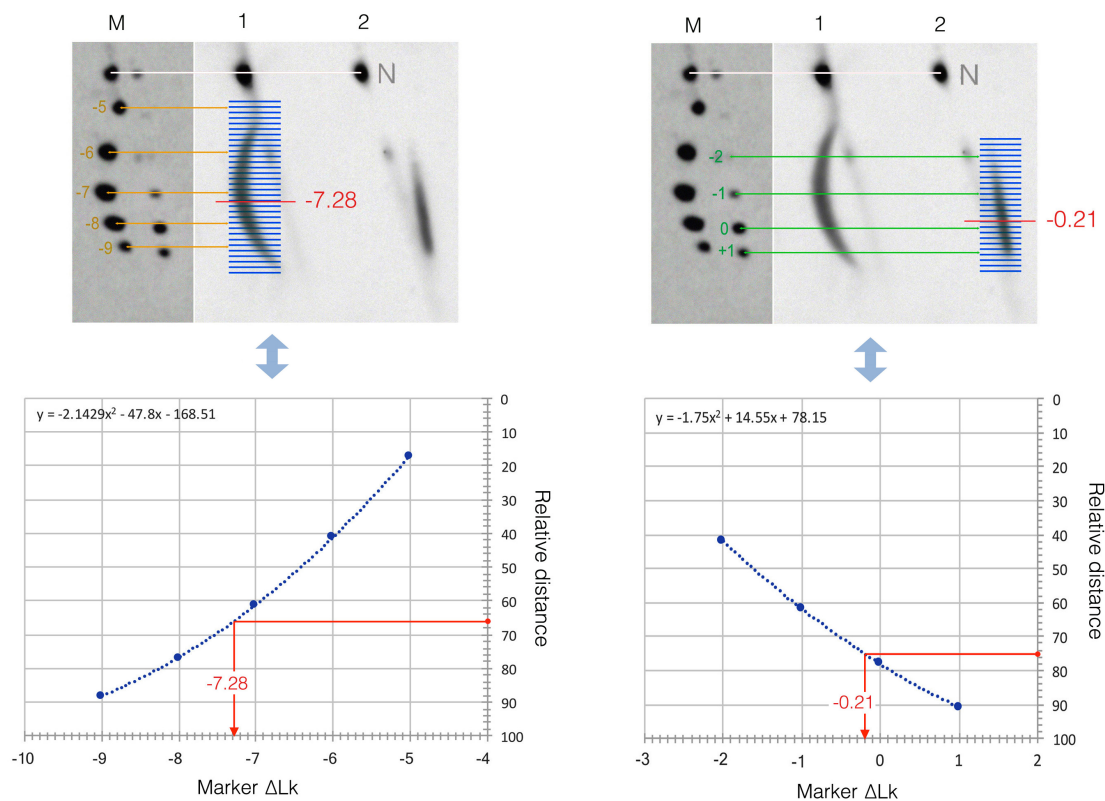 M 1 2
N
-5
-6
-7
-7.28
-8
-9
M 1 2
N
-2
-1
-0.21
0
+1
y = -2.1429x² - 47.8x - 168.51
0
10
20
30
40
50
60
70
80
90
100
Relative distance
-7.28
-10 -9 -8 -7 -6 -5 -4
Marker ΔLk
y = -1.75x² + 14.55x + 78.15
0
10
20
30
40
50
60
70
80
90
100
Relative distance
-0.21
-3 -2 -1 0 1 2
Marker ΔLk